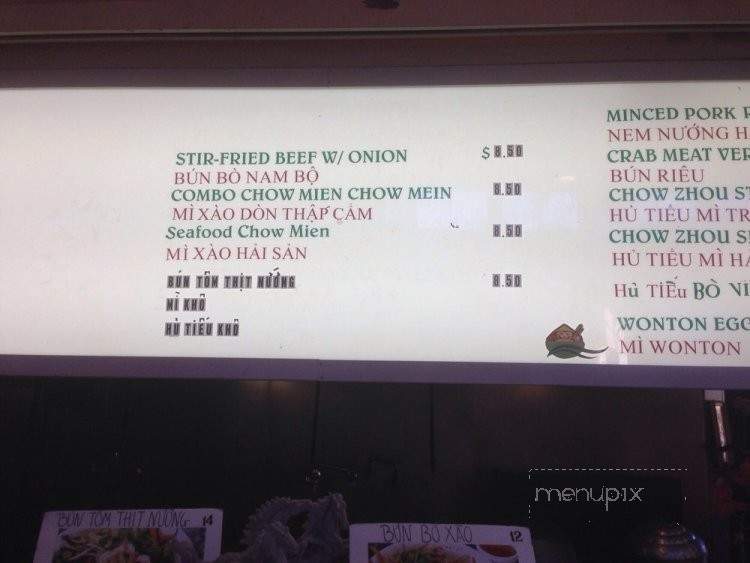 STIR-FRIED BEEF W/ ONION $ 8.50
BÚN BÒ NAM BỘ
COMBO CHOW MIEN CHOW MEIN 8.50
MÌ XÀO DÒN THẬP CẨM
Seafood Chow Mien 8.50
MÌ XÀO HẢI SẢN
BÚN TÔM THỊT NƯỚNG 8.50
MÌ KHÔ
HỦ TIẾU KHÔ
MINCED PORK
NEM NƯỚNG
CRAB MEAT VER
BÚN RIÊU
CHOW ZHOU
HỦ TIẾU MÌ TR
CHOW ZHOU
HỦ TIẾU MÌ HẢ
Hủ TIẾu BÒ VI
WONTON EGG
MÌ WONTON
menupix
BÚN TÔM THỊT NƯỚNG 14
BÚN BÒ XÀO 12